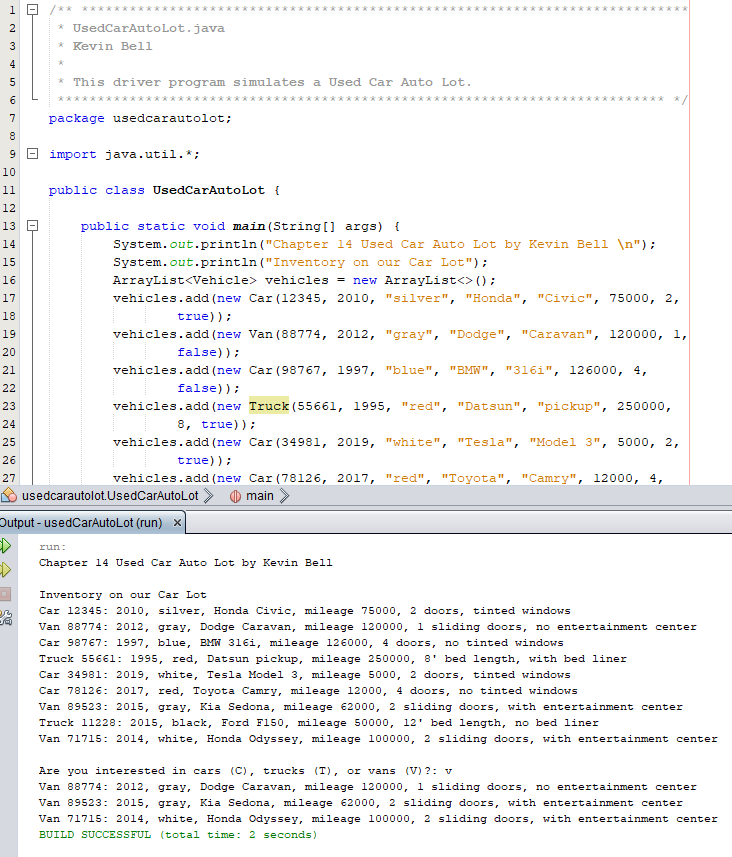 1 /** *****************************************************************************
2 * UsedCarAutoLot.java
3 * Kevin Bell
4 *
5 * This driver program simulates a Used Car Auto Lot.
6 ***************************************************************************** */
7 package usedcarautolot;
8
9 import java.util.*;
10
11 public class UsedCarAutoLot {
12
13 public static void main(String[] args) {
14 System.out.println("Chapter 14 Used Car Auto Lot by Kevin Bell \n");
15 System.out.println("Inventory on our Car Lot");
16 ArrayList<Vehicle> vehicles = new ArrayList<>();
17 vehicles.add(new Car(12345, 2010, "silver", "Honda", "Civic", 75000, 2,
18 true));
19 vehicles.add(new Van(88774, 2012, "gray", "Dodge", "Caravan", 120000, 1,
20 false));
21 vehicles.add(new Car(98767, 1997, "blue", "BMW", "316i", 126000, 4,
22 false));
23 vehicles.add(new Truck(55661, 1995, "red", "Datsun", "pickup", 250000,
24 8, true));
25 vehicles.add(new Car(34981, 2019, "white", "Tesla", "Model 3", 5000, 2,
26 true));
27 vehicles.add(new Car(78126, 2017, "red", "Toyota", "Camry", 12000, 4,
usedcarautolot.UsedCarAutoLot main
Output - usedCarAutoLot (run) ×
run:
Chapter 14 Used Car Auto Lot by Kevin Bell
Inventory on our Car Lot
Car 12345: 2010, silver, Honda Civic, mileage 75000, 2 doors, tinted windows
Van 88774: 2012, gray, Dodge Caravan, mileage 120000, 1 sliding doors, no entertainment center
Car 98767: 1997, blue, BMW 316i, mileage 126000, 4 doors, no tinted windows
Truck 55661: 1995, red, Datsun pickup, mileage 250000, 8' bed length, with bed liner
Car 34981: 2019, white, Tesla Model 3, mileage 5000, 2 doors, tinted windows
Car 78126: 2017, red, Toyota Camry, mileage 12000, 4 doors, no tinted windows
Van 89523: 2015, gray, Kia Sedona, mileage 62000, 2 sliding doors, with entertainment center
Truck 11228: 2015, black, Ford F150, mileage 50000, 12' bed length, no bed liner
Van 71715: 2014, white, Honda Odyssey, mileage 100000, 2 sliding doors, with entertainment center
Are you interested in cars (C), trucks (T), or vans (V)?: v
Van 88774: 2012, gray, Dodge Caravan, mileage 120000, 1 sliding doors, no entertainment center
Van 89523: 2015, gray, Kia Sedona, mileage 62000, 2 sliding doors, with entertainment center
Van 71715: 2014, white, Honda Odyssey, mileage 100000, 2 sliding doors, with entertainment center
BUILD SUCCESSFUL (total time: 2 seconds)